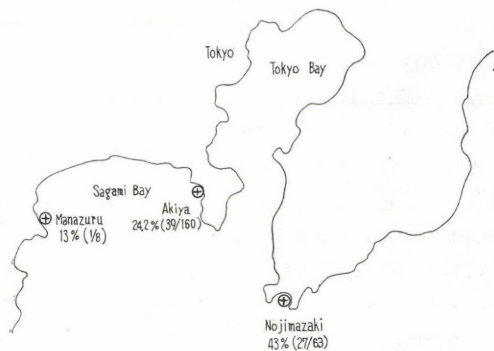 Tokyo
Tokyo Bay
Sagami Bay
Akiya
24,2% (39/160)
Manazuru
13% (1/8)
Nojimazaki
43% (27/63)